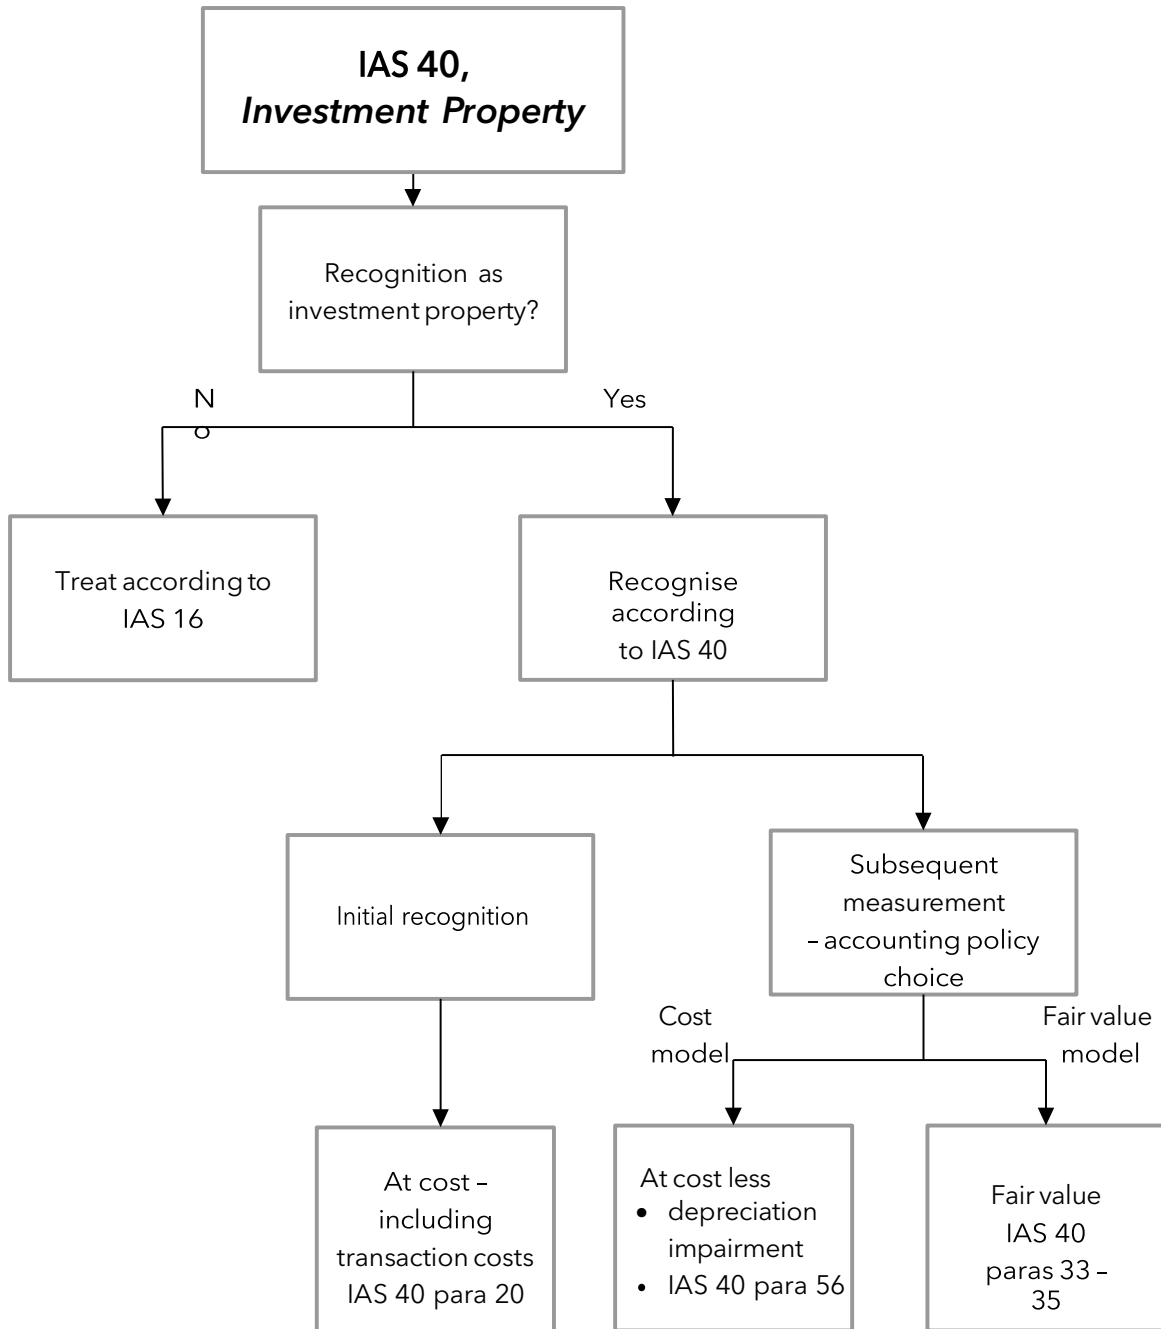 IAS 40,
Investment Property
Recognition as
investment property?
N
o
Yes
Treat according to
IAS 16
Recognise
according
to IAS 40
Initial recognition
Subsequent
measurement
– accounting policy
choice
Cost
model
Fair value
model
At cost –
including
transaction costs
IAS 40 para 20
At cost less
• depreciation
impairment
• IAS 40 para 56
Fair value
IAS 40
paras 33 –
35